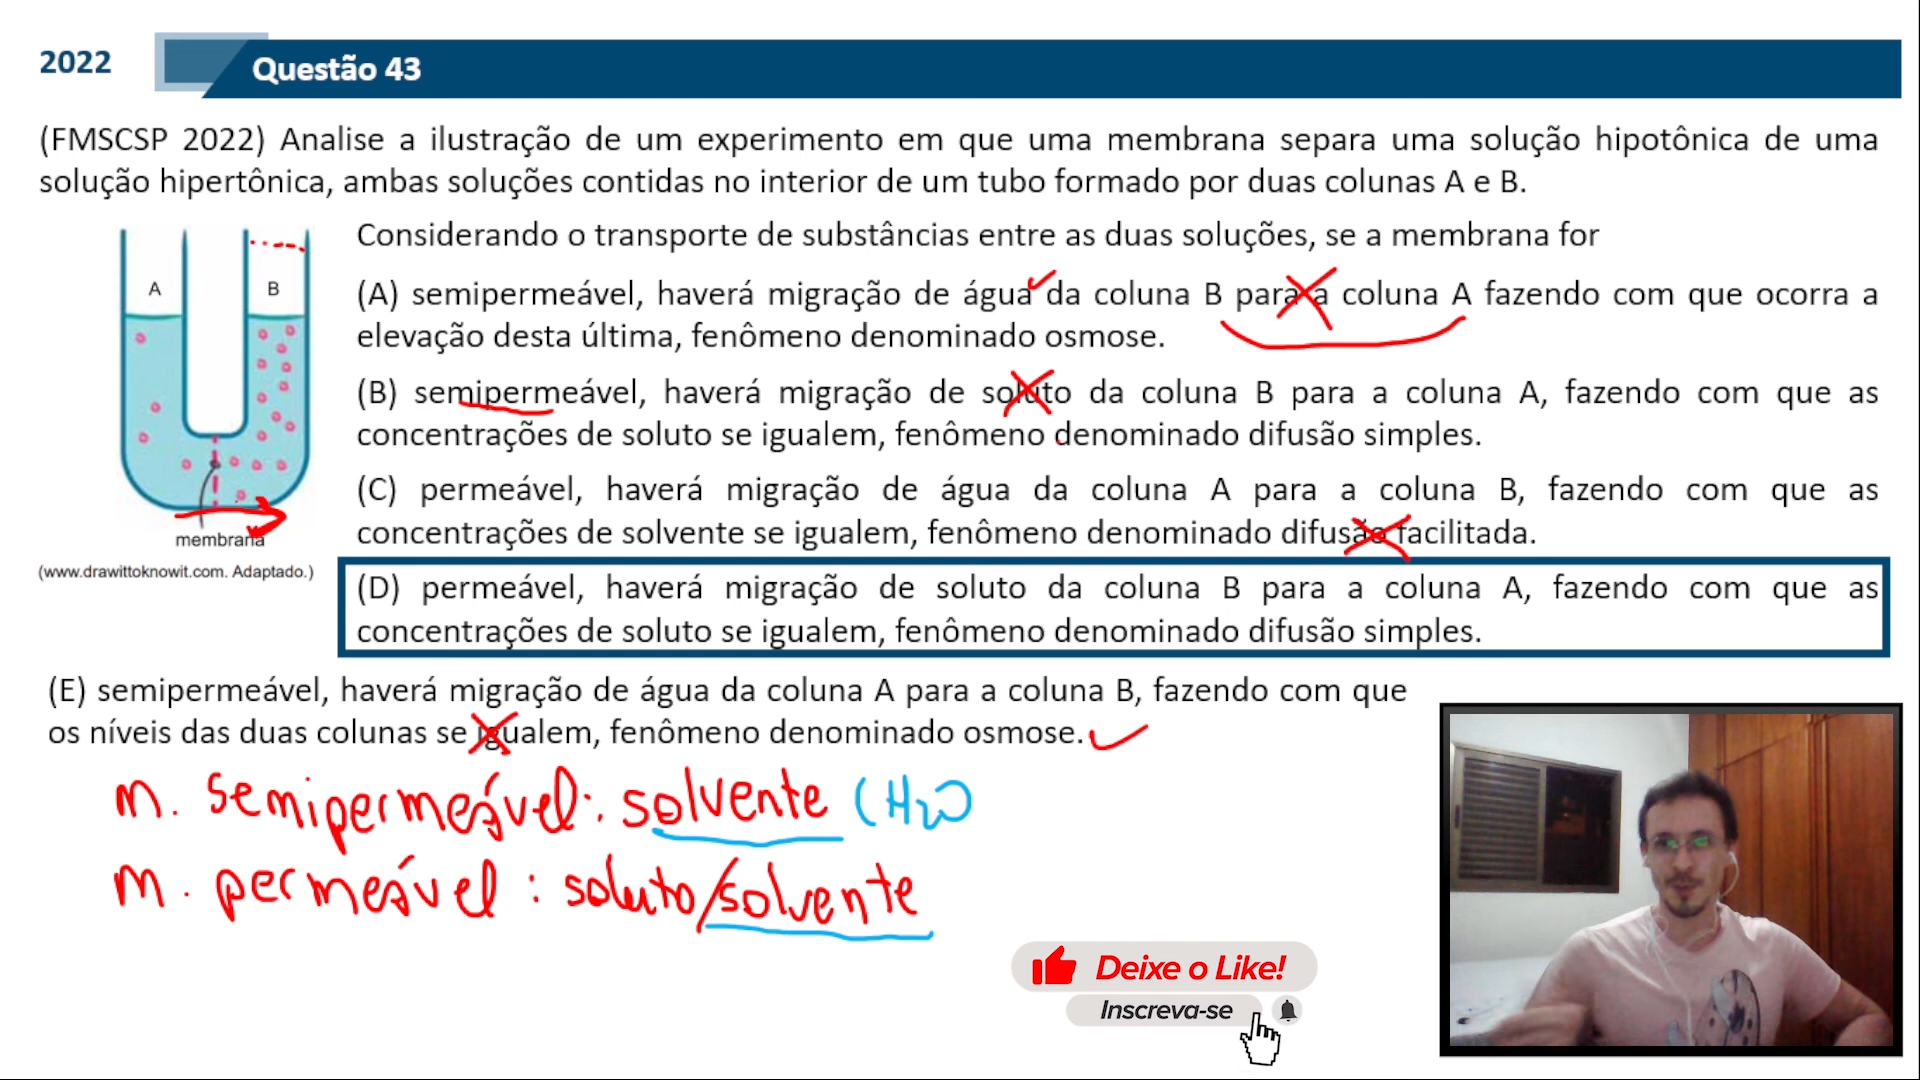 2022
Questão 43
(FMSCSP 2022) Analise a ilustração de um experimento em que uma membrana separa uma solução hipotônica de uma
solução hipertônica, ambas soluções contidas no interior de um tubo formado por duas colunas A e B.
Considerando o transporte de substâncias entre as duas soluções, se a membrana for
A
B
(A) semipermeável, haverá migração de água da coluna B para a coluna A fazendo com que ocorra a
elevação desta última, fenômeno denominado osmose.
(B) semipermeável, haverá migração de soluto da coluna B para a coluna A, fazendo com que as
concentrações de soluto se igualem, fenômeno denominado difusão simples.
(C) permeável, haverá migração de água da coluna A para a coluna B, fazendo com que as
concentrações de solvente se igualem, fenômeno denominado difusão facilitada.
membrana
(www.drawittoknowit.com. Adaptado.)
(D) permeável, haverá migração de soluto da coluna B para a coluna A, fazendo com que as
concentrações de soluto se igualem, fenômeno denominado difusão simples.
(E) semipermeável, haverá migração de água da coluna A para a coluna B, fazendo com que
os níveis das duas colunas se igualem, fenômeno denominado osmose.
m. semipermeável: solvente (H2O
m. permeável: soluto/solvente
Deixe o Like!
Inscreva-se